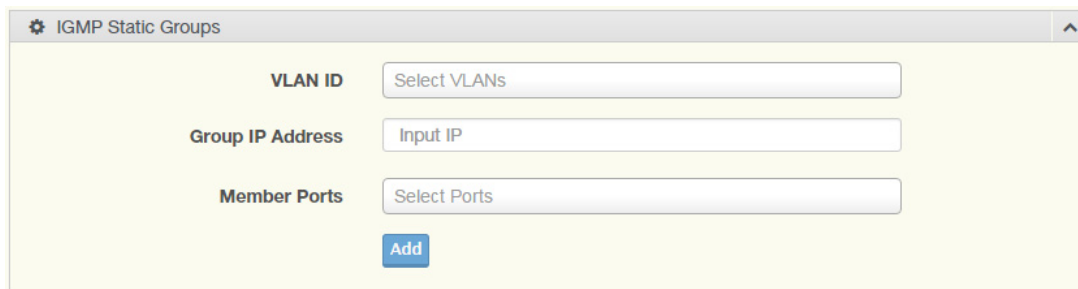 IGMP Static Groups
VLAN ID
Select VLANs
Group IP Address
Input IP
Member Ports
Select Ports
Add